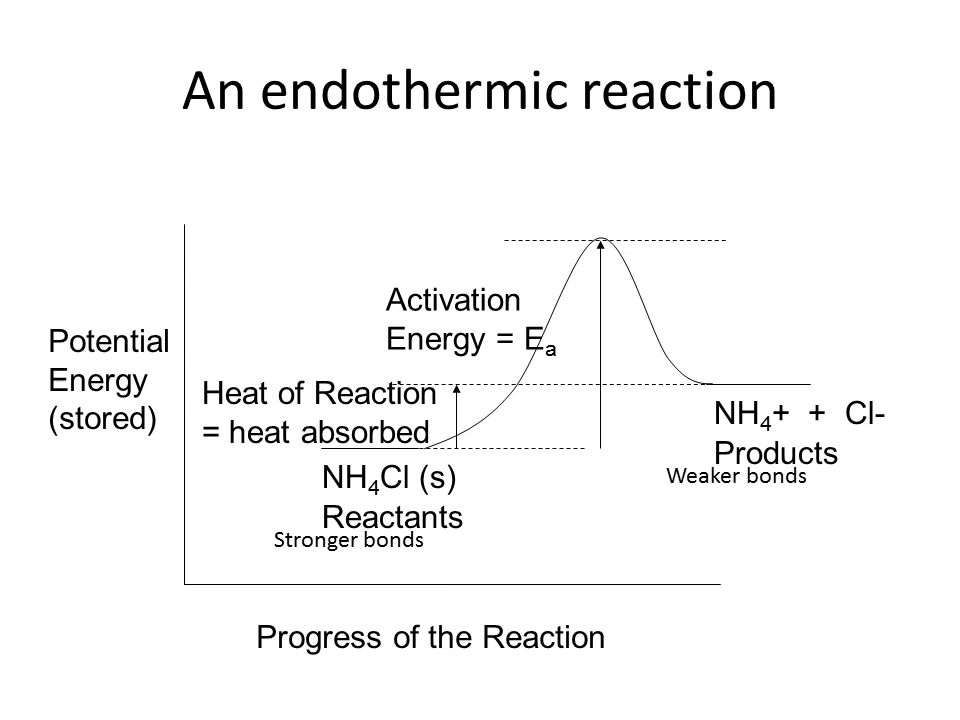 An endothermic reaction
Activation
Energy = Eₐ
Potential
Energy
(stored)
Heat of Reaction
= heat absorbed
NH₄+ + Cl-
Products
Weaker bonds
NH₄Cl (s)
Reactants
Stronger bonds
Progress of the Reaction